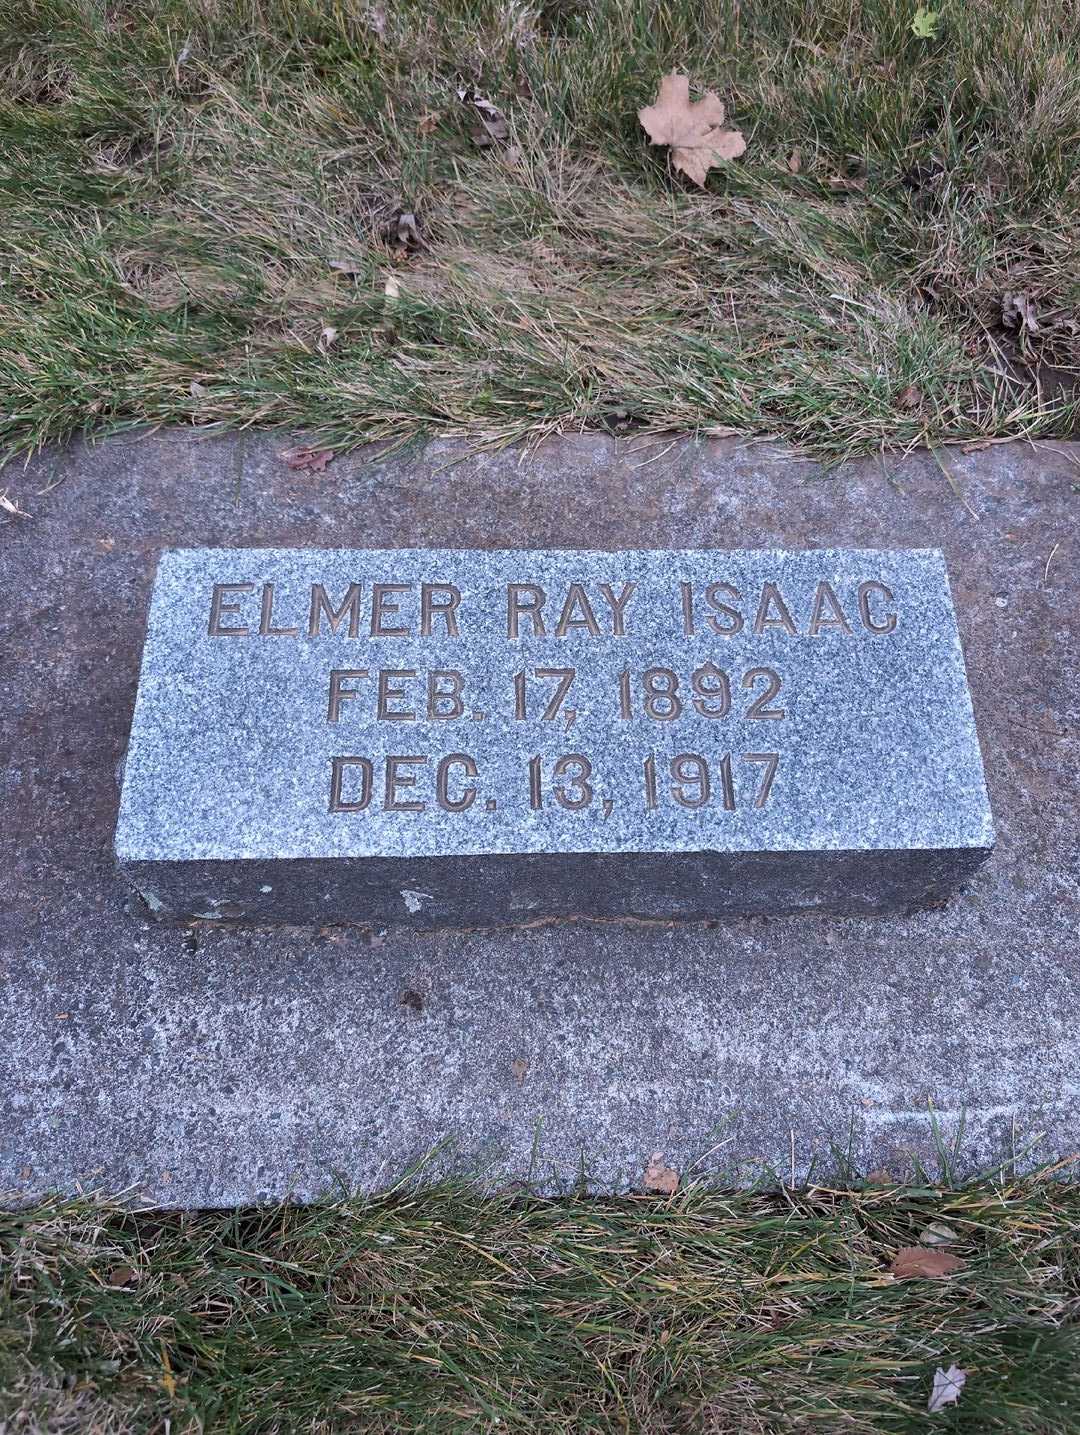 ELMER RAY ISAAC
FEB. 17, 1892
DEC. 13, 1917